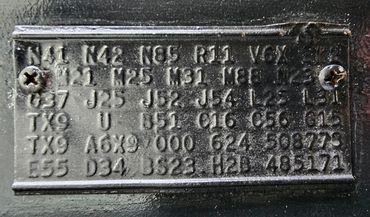 N41 N42 N85 R11 V6X
M21 M25 M31 M88
G37 J25 J52 J54 L25 L31
TX9 U B51 C16 C56 G15
TX9 A6X9 000 624 508775
E55 D34 BS23 H2B 485171